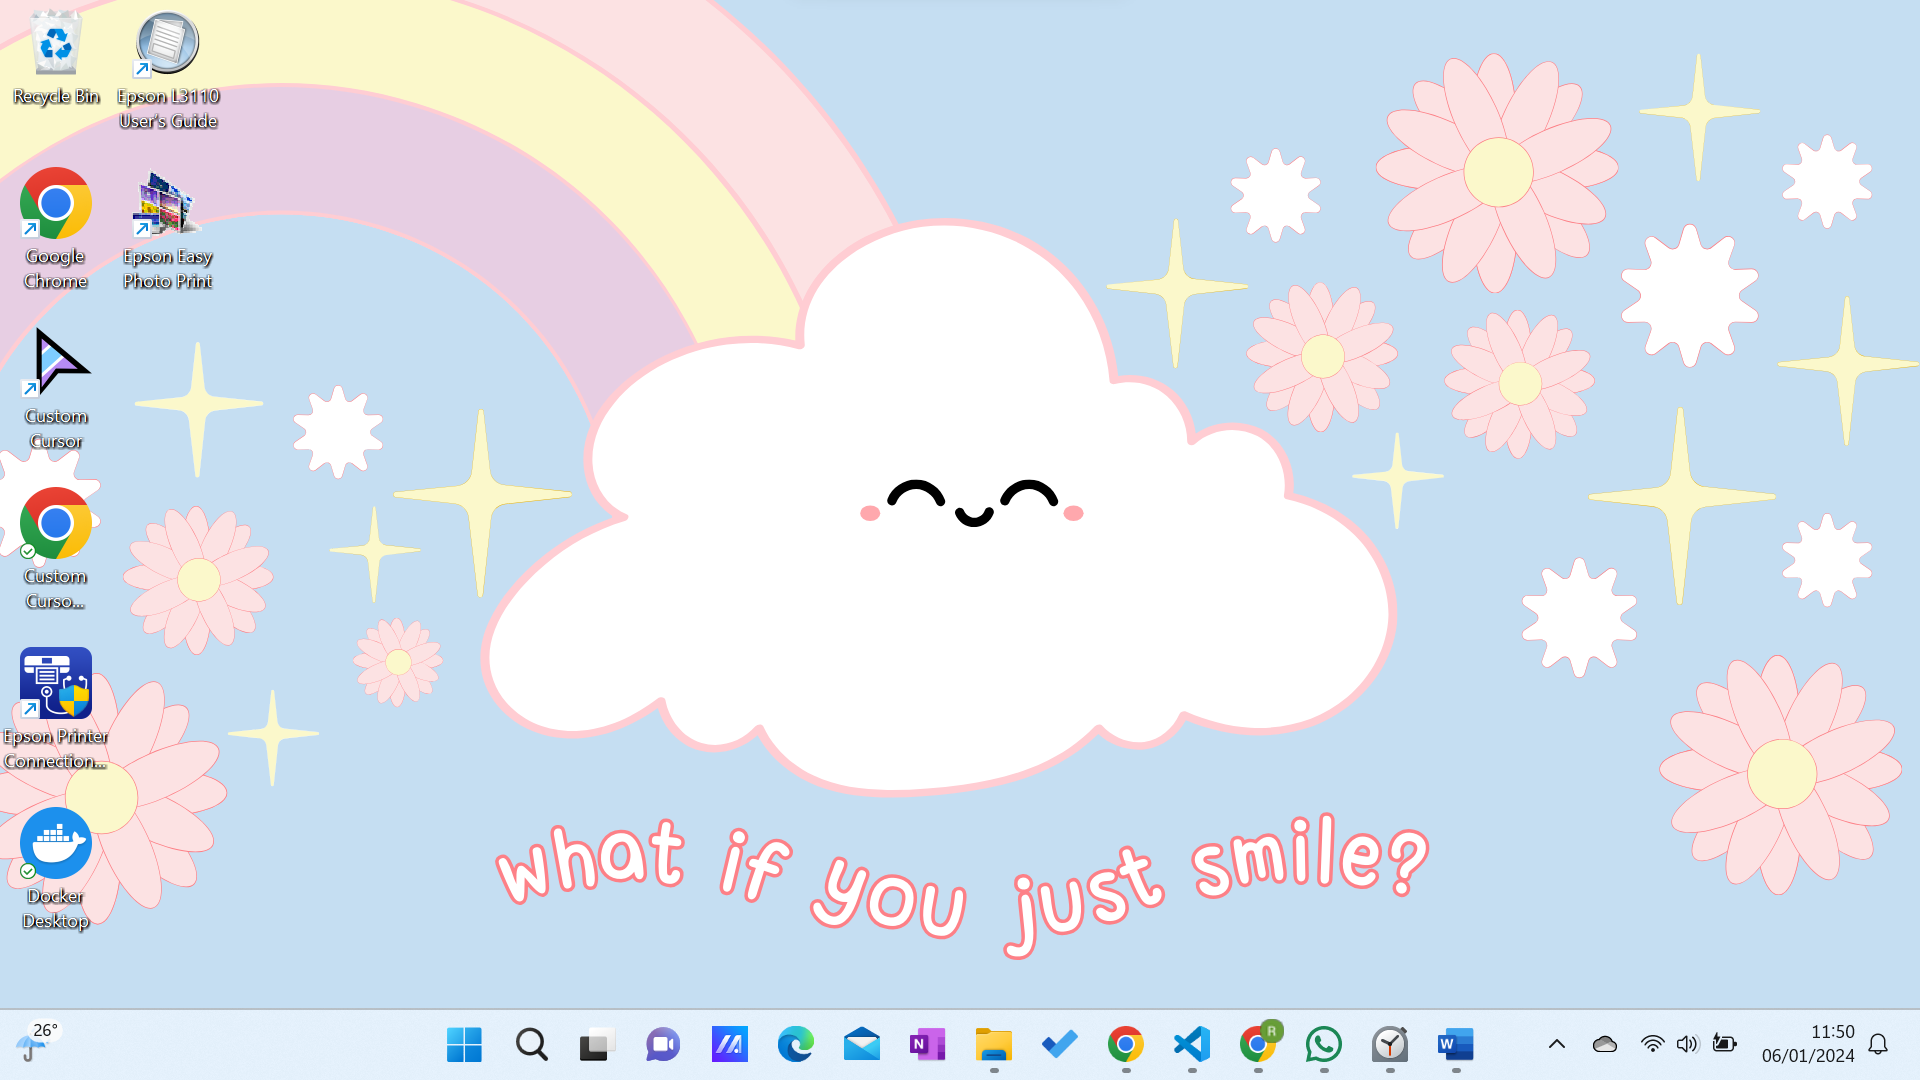 Recycle Bin
Epson L3110
User's Guide
Google
Chrome
Epson Easy
Photo Print
Custom
Cursor
Custom
Curso...
Epson Printer
Connection...
Docker
Desktop
what if you just smile?
26°
N
R
W
11:50
06/01/2024